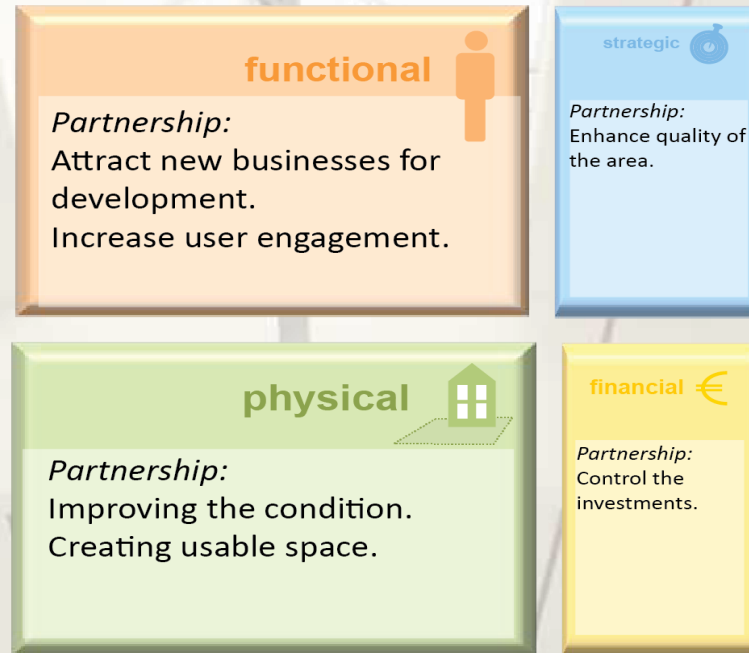 functional
Partnership:
Attract new businesses for
development.
Increase user engagement.
strategic
Partnership:
Enhance quality of
the area.
physical
Partnership:
Improving the condition.
Creating usable space.
financial €
Partnership:
Control the
investments.